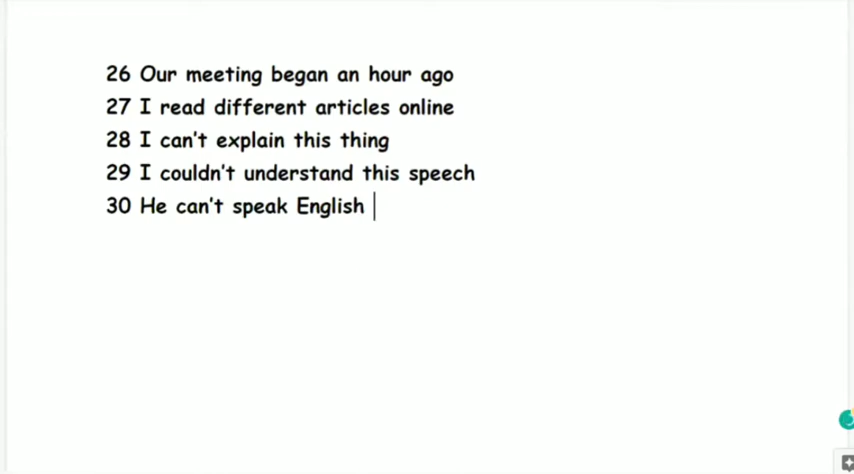 26 Our meeting began an hour ago
27 I read different articles online
28 I can't explain this thing
29 I couldn't understand this speech
30 He can't speak English